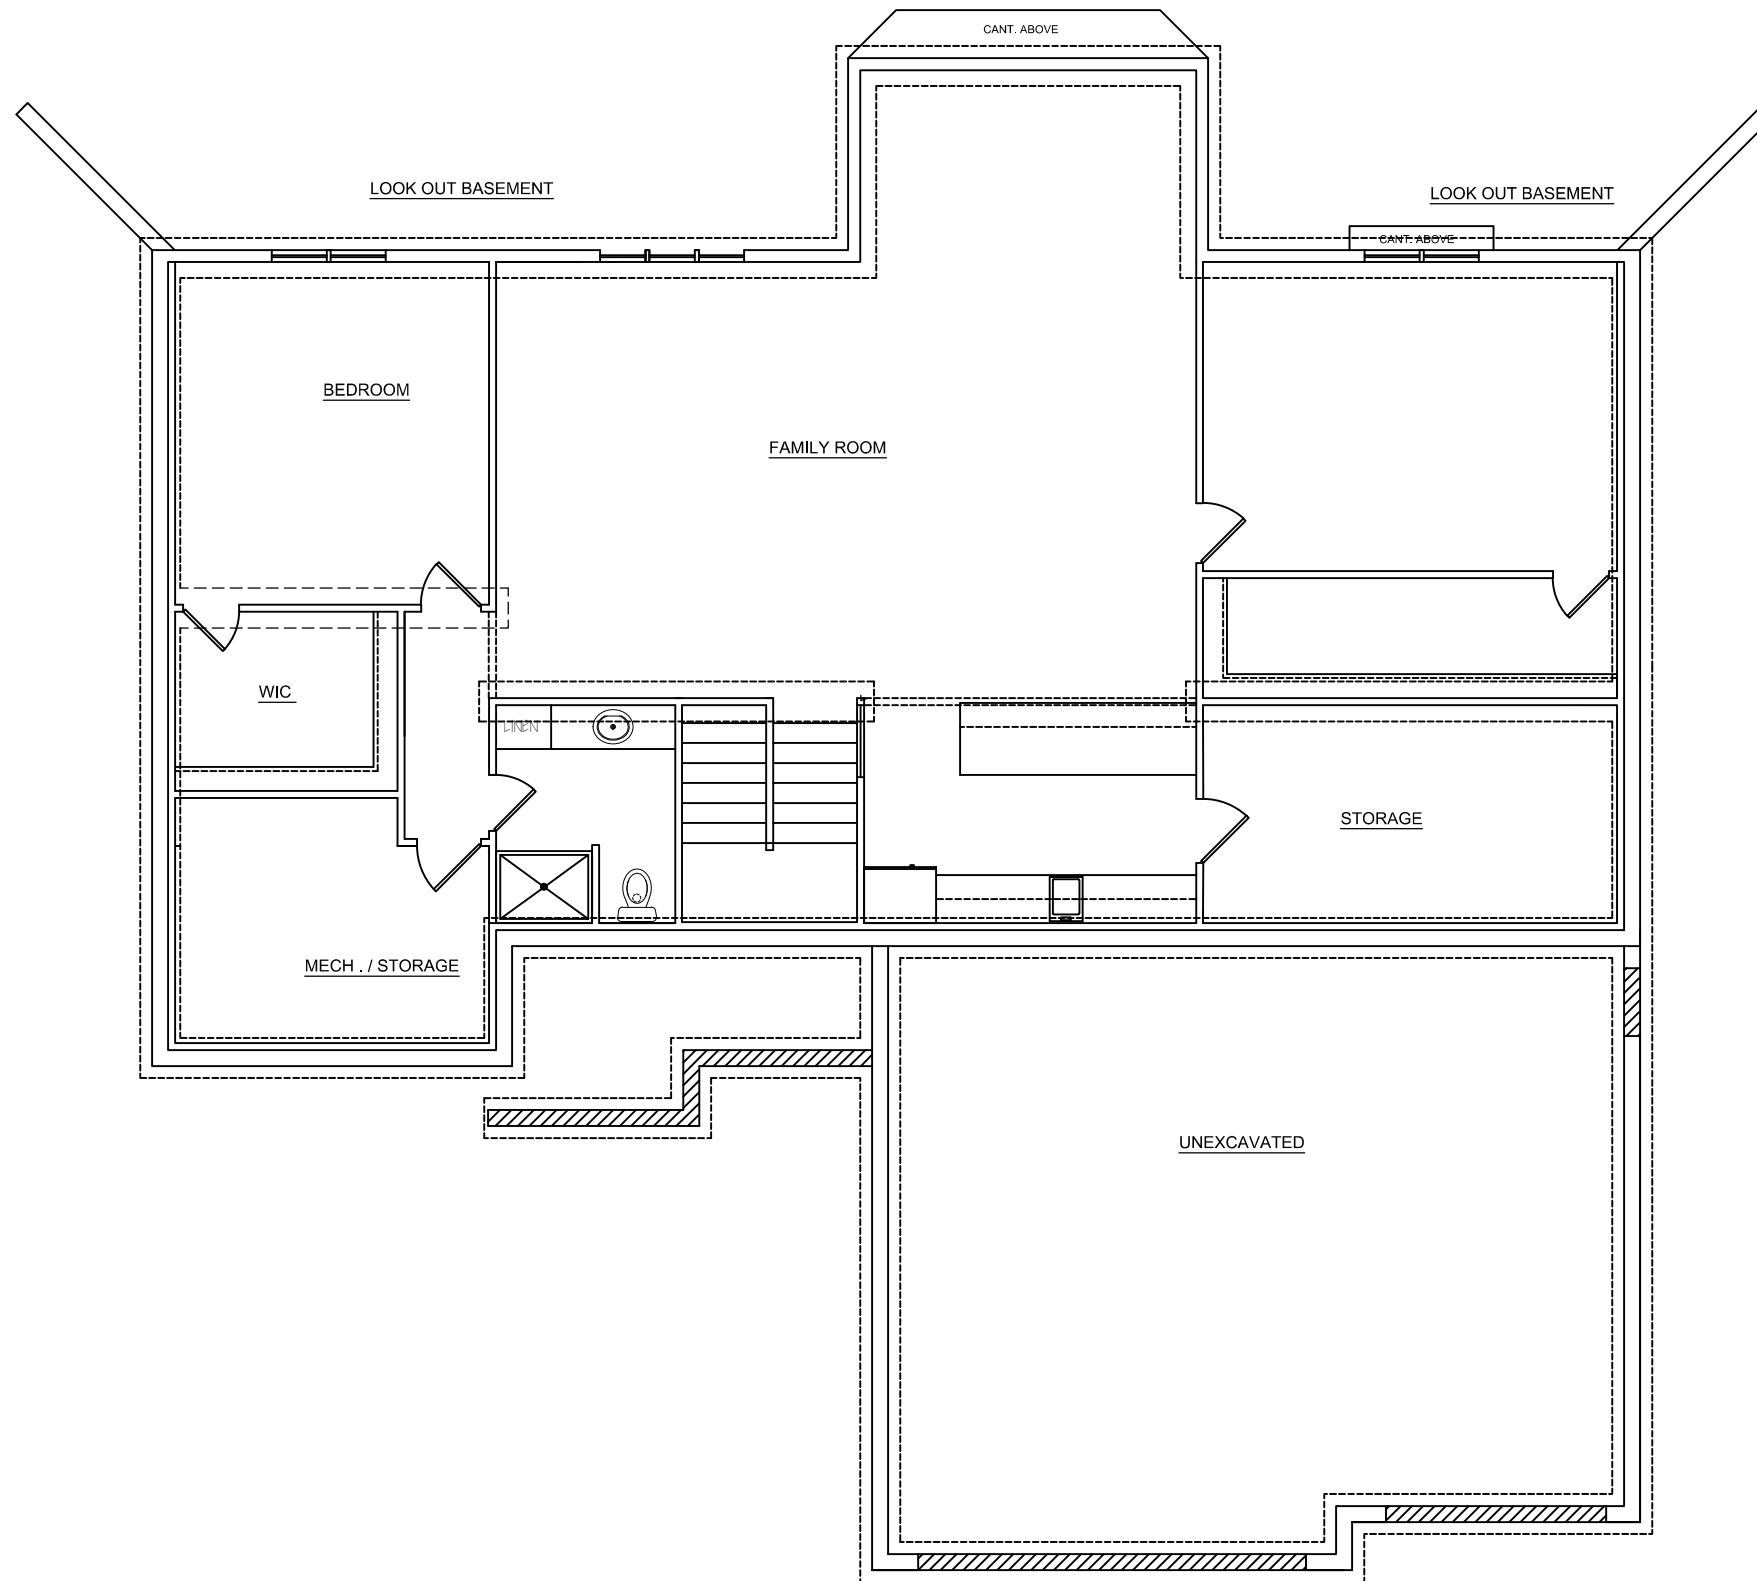 CANT. ABOVE
LOOK OUT BASEMENT
LOOK OUT BASEMENT
CANT. ABOVE
BEDROOM
FAMILY ROOM
WIC
LINEN
STORAGE
MECH . / STORAGE
UNEXCAVATED